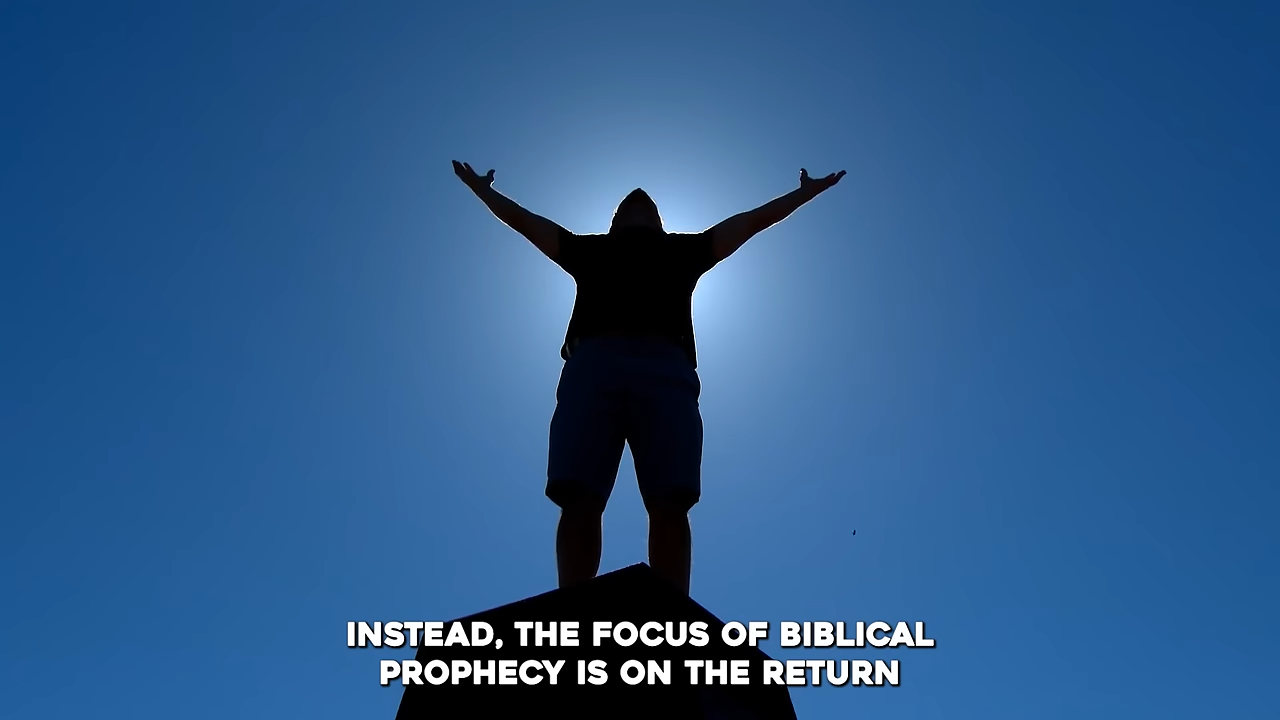 INSTEAD, THE FOCUS OF BIBLICAL
PROPHECY IS ON THE RETURN